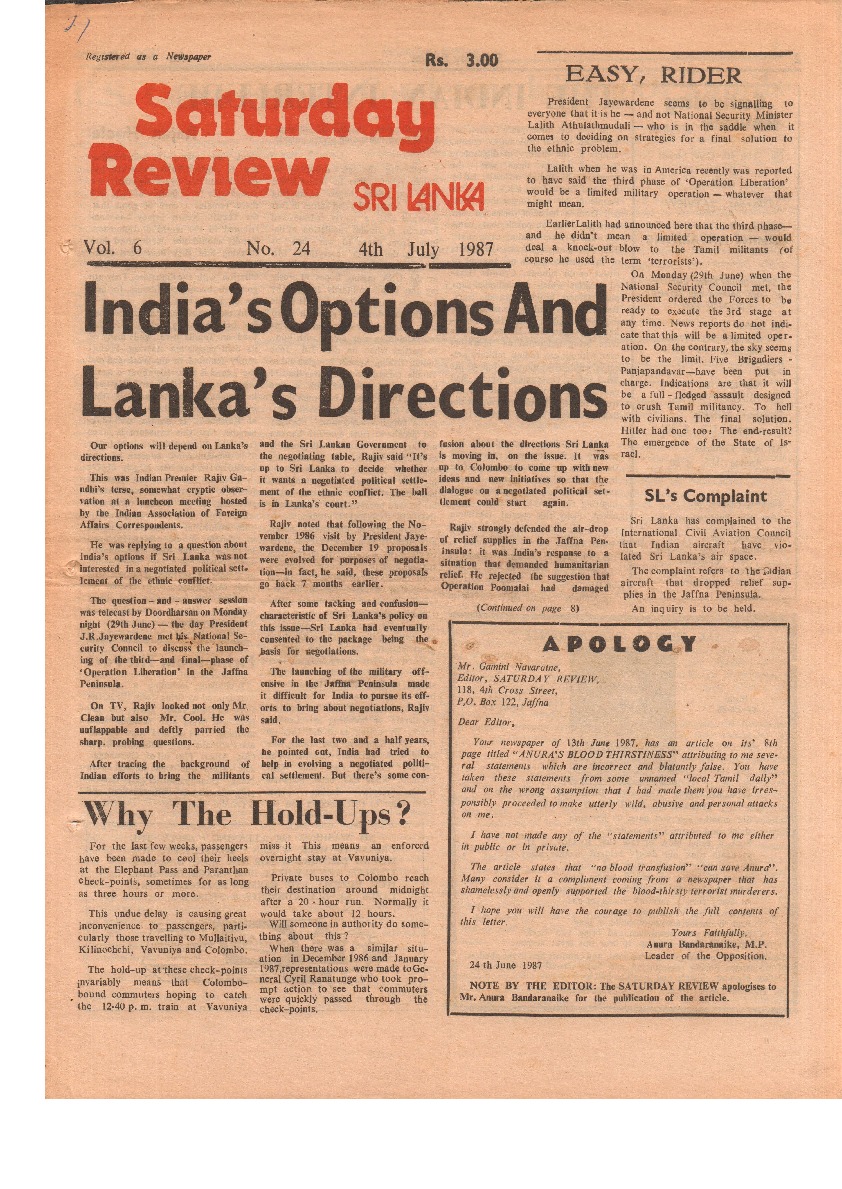 Registered as a Newspaper
Rs. 3.00
Saturday
Review
SRI LANKA
Vol. 6 No. 24 4th July 1987
EASY, RIDER
President Jayewardene seems to be signalling to
everyone that it is he — and not National Security Minister
Lalith Athulathmudali — who is in the saddle when it
comes to deciding on strategies for a final solution to
the ethnic problem.
Lalith when he was in America recently was reported
to have said the third phase of 'Operation Liberation'
would be a limited military operation — whatever that
might mean.
Earlier Lalith had announced here that the third phase—
and he didn't mean a limited operation — would
deal a knock-out blow to the Tamil militants (of
course he used the term 'terrorists').
On Monday (29th June) when the
National Security Council met, the
President ordered the Forces to be
ready to execute the 3rd stage at
any time. News reports do not indi-
cate that this will be a limited oper-
ation. On the contrary, the sky seems
to be the limit. Five Brigadiers -
Panjapandavar—have been put in
charge. Indications are that it will
be a full - fledged assault designed
to crush Tamil militancy. To hell
with civilians. The final solution.
Hitler had one too: The end-result?
The emergence of the State of Is-
rael.
India's Options And
Lanka's Directions
Our options will depend on Lanka's
directions.
This was Indian Premier Rajiv Ga-
ndhi's terse, somewhat cryptic obser-
vation at a luncheon meeting hosted
by the Indian Association of Foreign
Affairs Correspondents.
He was replying to a question about
India's options if Sri Lanka was not
interested in a negotiated political sett-
lement of the ethnic conflict.
The question - and - answer session
was telecast by Doordharsan on Monday
night (29th June) — the day President
J.R.Jayewardene met his National Se-
curity Council to discuss the launch-
ing of the third—and final—phase of
'Operation Liberation' in the Jaffna
Peninsula.
On TV, Rajiv looked not only Mr.
Clean but also Mr. Cool. He was
unflappable and deftly parried the
sharp, probing questions.
After tracing the background of
Indian efforts to bring the militants
and the Sri Lankan Government to
the negotiating table, Rajiv said "It's
up to Sri Lanka to decide whether
it wants a negotiated political settle-
ment of the ethnic conflict. The ball
is in Lanka's court."
Rajiv noted that following the No-
vember 1986 visit by President Jaye-
wardene, the December 19 proposals
were evolved for purposes of negotia-
tion—in fact, he said, these proposals
go back 7 months earlier.
After some tacking and confusion—
characteristic of Sri Lanka's policy on
this issue—Sri Lanka had eventually
consented to the package being the
basis for negotiations.
The launching of the military off-
ensive in the Jaffna Peninsula made
it difficult for India to pursue its eff-
orts to bring about negotiations, Rajiv
said.
For the last two and a half years,
he pointed out, India had tried to
help in evolving a negotiated politi-
cal settlement. But there's some con-
fusion about the directions Sri Lanka
is moving in, on the issue. It was
up to Colombo to come up with new
ideas and new initiatives so that the
dialogue on a negotiated political set-
tlement could start again.
Rajiv strongly defended the air-drop
of relief supplies in the Jaffna Pen-
insula: it was India's response to a
situation that demanded humanitarian
relief. He rejected the suggestion that
Operation Poomalai had damaged
(Continued on page 8)
SL's Complaint
Sri Lanka has complained to the
International Civil Aviation Council
that Indian aircraft have vio-
lated Sri Lanka's air space.
The complaint refers to the Indian
aircraft that dropped relief sup-
plies in the Jaffna Peninsula.
An inquiry is to be held.
APOLOGY
Mr. Gamini Navaratne,
Editor, SATURDAY REVIEW,
118, 4th Cross Street,
P.O. Box 122, Jaffna
Dear Editor,
Your newspaper of 13th June 1987, has an article on its' 8th
page titled "ANURA'S BLOOD THIRSTINESS" attributing to me seve-
ral statements which are incorrect and blatantly false. You have
taken these statements from some unnamed "local Tamil daily"
and on the wrong assumption that I had made them you have irres-
ponsibly proceeded to make utterly wild, abusive and personal attacks
on me.
I have not made any of the "statements" attributed to me either
in public or in private.
The article states that "no blood transfusion" "can save Anura".
Many consider it a compliment coming from a newspaper that has
shamelessly and openly supported the blood-thirsty terrorist murderers.
I hope you will have the courage to publish the full contents of
this letter.
Yours Faithfully,
Anura Bandaranaike, M.P.
Leader of the Opposition.
24th June 1987
NOTE BY THE EDITOR: The SATURDAY REVIEW apologises to
Mr. Anura Bandaranaike for the publication of the article.
Why The Hold-Ups?
For the last few weeks, passengers
have been made to cool their heels
at the Elephant Pass and Paranthan
check-points, sometimes for as long
as three hours or more.
This undue delay is causing great
inconvenience to passengers, parti-
cularly those travelling to Mullaitivu,
Kilinochchi, Vavuniya and Colombo.
The hold-up at these check-points
invariably means that Colombo-
bound commuters hoping to catch
the 12-40 p.m. train at Vavuniya
miss it This means an enforced
overnight stay at Vavuniya.
Private buses to Colombo reach
their destination around midnight
after a 20 - hour run. Normally it
would take about 12 hours.
Will someone in authority do some-
thing about this?
When there was a similar situ-
ation in December 1986 and January
1987, representations were made to Ge-
neral Cyril Ranatunge who took pro-
mpt action to see that commuters
were quickly passed through the
check-points.